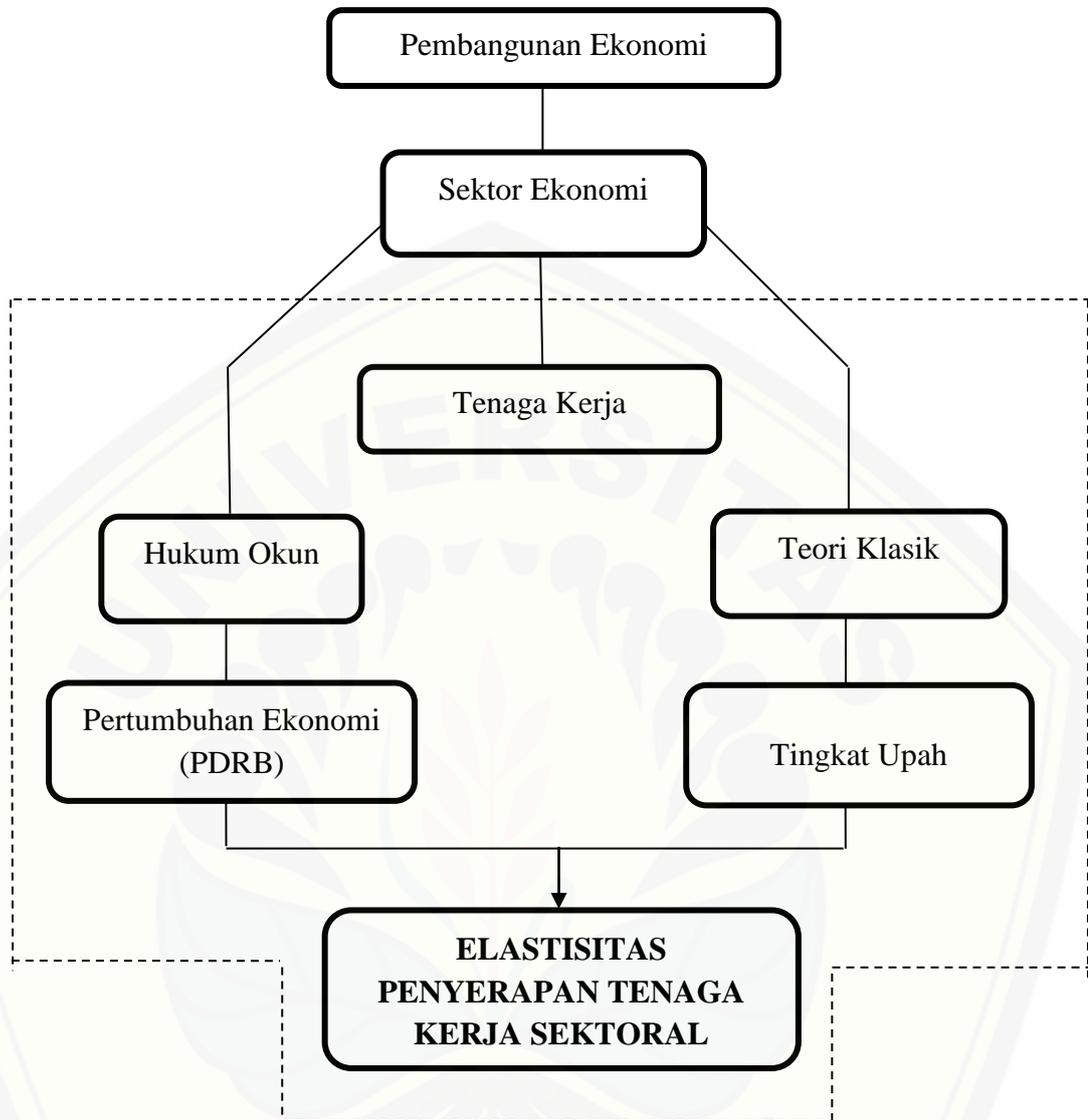 Pembangunan Ekonomi
Sektor Ekonomi
Tenaga Kerja
Hukum Okun
Teori Klasik
Pertumbuhan Ekonomi
(PDRB)
Tingkat Upah
ELASTISITAS
PENYERAPAN TENAGA
KERJA SEKTORAL
UNIVERSITAS